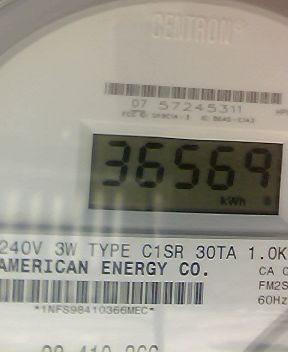 CENTRON®
07 57245311
36569
kWh
240V 3W TYPE C1SR 30TA 1.0K
AMERICAN ENERGY CO.
CA 0
FM2S
60Hz
*1NFS98410366MEC*